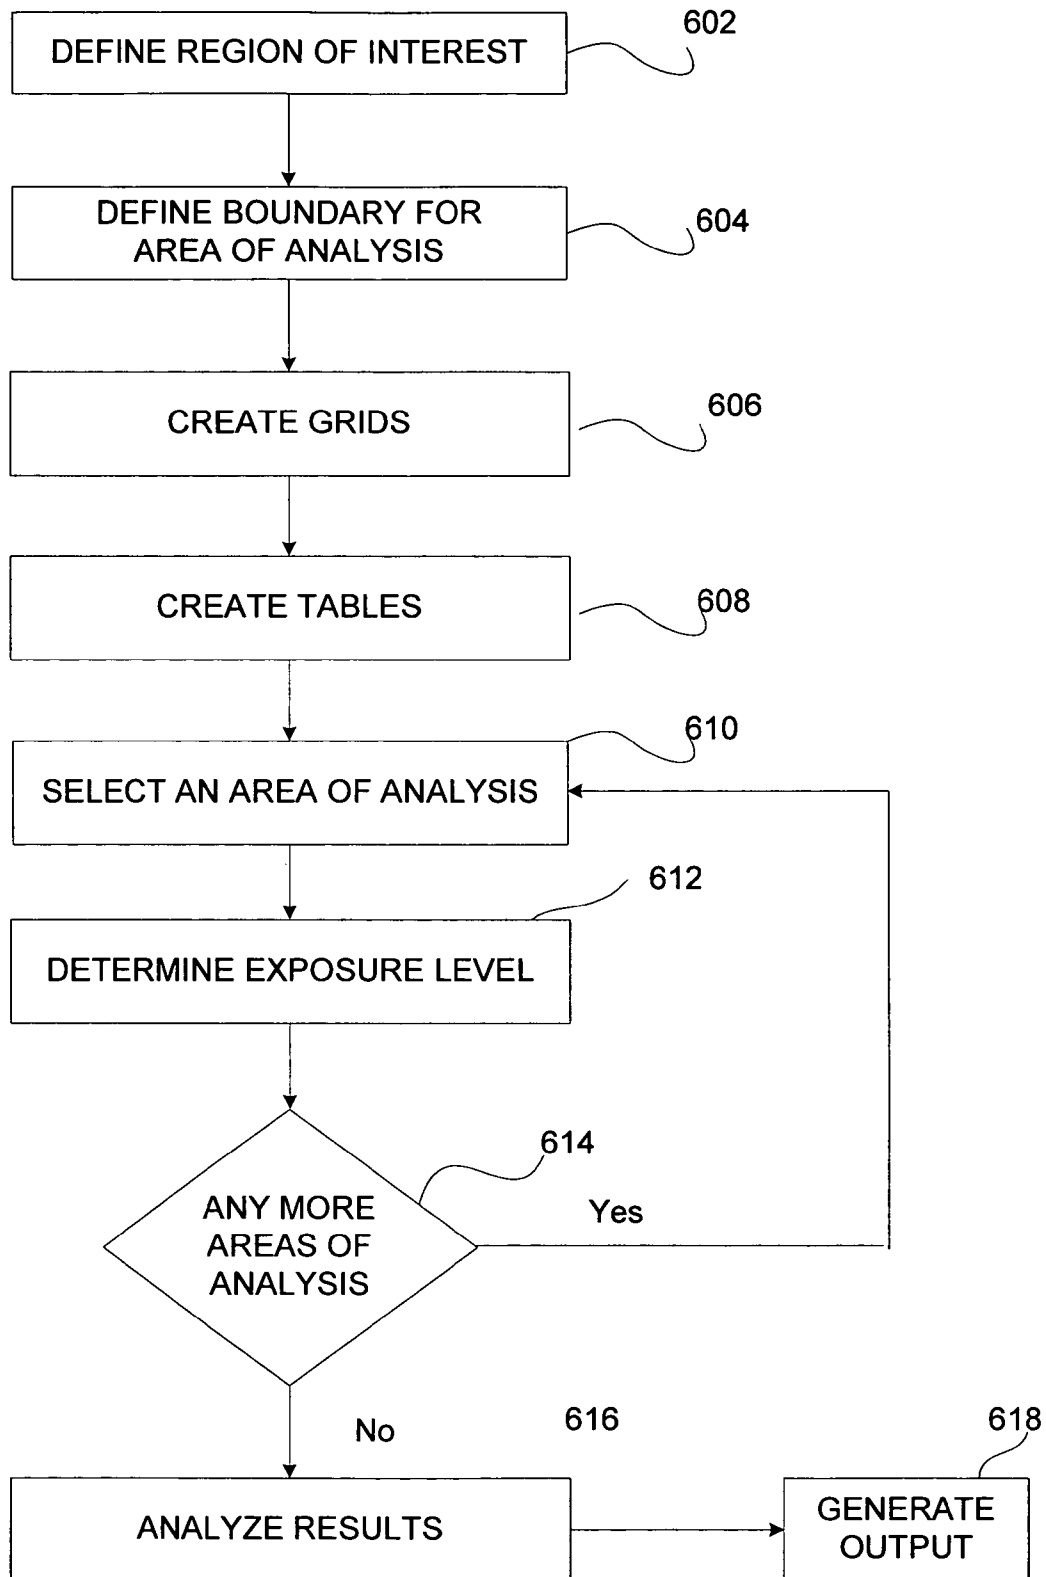 602
DEFINE REGION OF INTEREST
DEFINE BOUNDARY FOR
AREA OF ANALYSIS
604
CREATE GRIDS
606
CREATE TABLES
608
610
SELECT AN AREA OF ANALYSIS
612
DETERMINE EXPOSURE LEVEL
614
ANY MORE
AREAS OF
ANALYSIS
Yes
No
616
618
ANALYZE RESULTS
GENERATE
OUTPUT